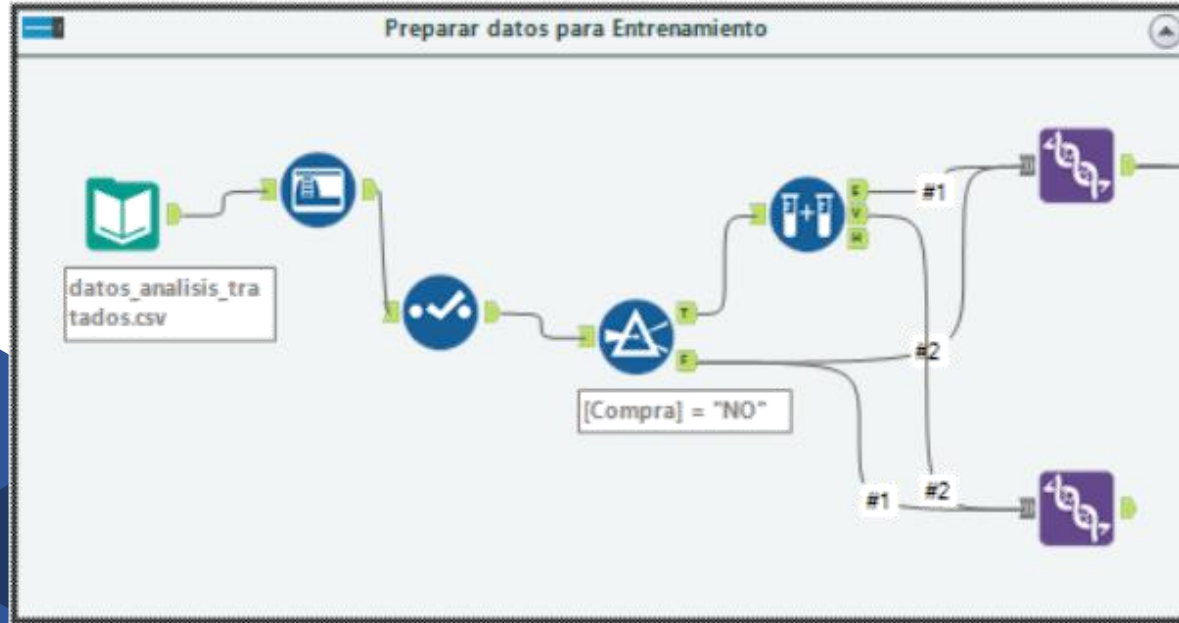 Preparar datos para Entrenamiento
E
#1
V
H
datos_analisis_tra
tados.csv
T
#2
F
[Compra] = "NO"
#1
#2